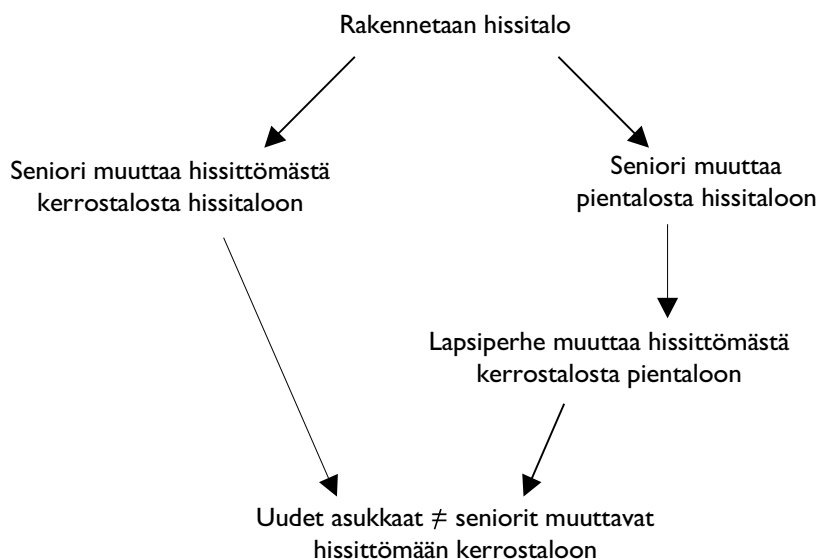 Rakennetaan hissitalo
Seniori muuttaa hissittömästä
kerrostalosta hissitaloon
Seniori muuttaa
pientalosta hissitaloon
Lapsiperhe muuttaa hissittömästä
kerrostalosta pientaloon
Uudet asukkaat ≠ seniorit muuttavat
hissittömään kerrostaloon